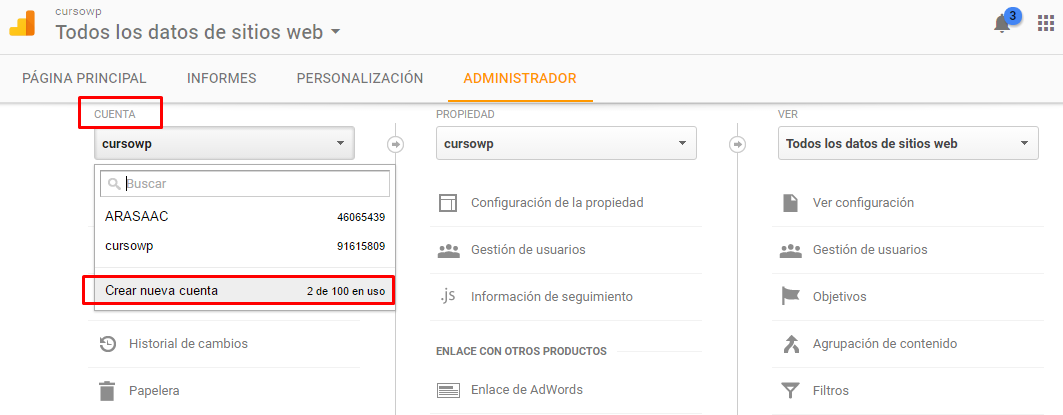 cursowp
Todos los datos de sitios web
3
PÁGINA PRINCIPAL
INFORMES
PERSONALIZACIÓN
ADMINISTRADOR
CUENTA
cursowp
Buscar
ARASAAC 46065439
cursowp 91615809
Crear nueva cuenta 2 de 100 en uso
Historial de cambios
Papelera
PROPIEDAD
cursowp
Configuración de la propiedad
Gestión de usuarios
.js
Información de seguimiento
ENLACE CON OTROS PRODUCTOS
Enlace de AdWords
VER
Todos los datos de sitios web
Ver configuración
Gestión de usuarios
Objetivos
Agrupación de contenido
Filtros